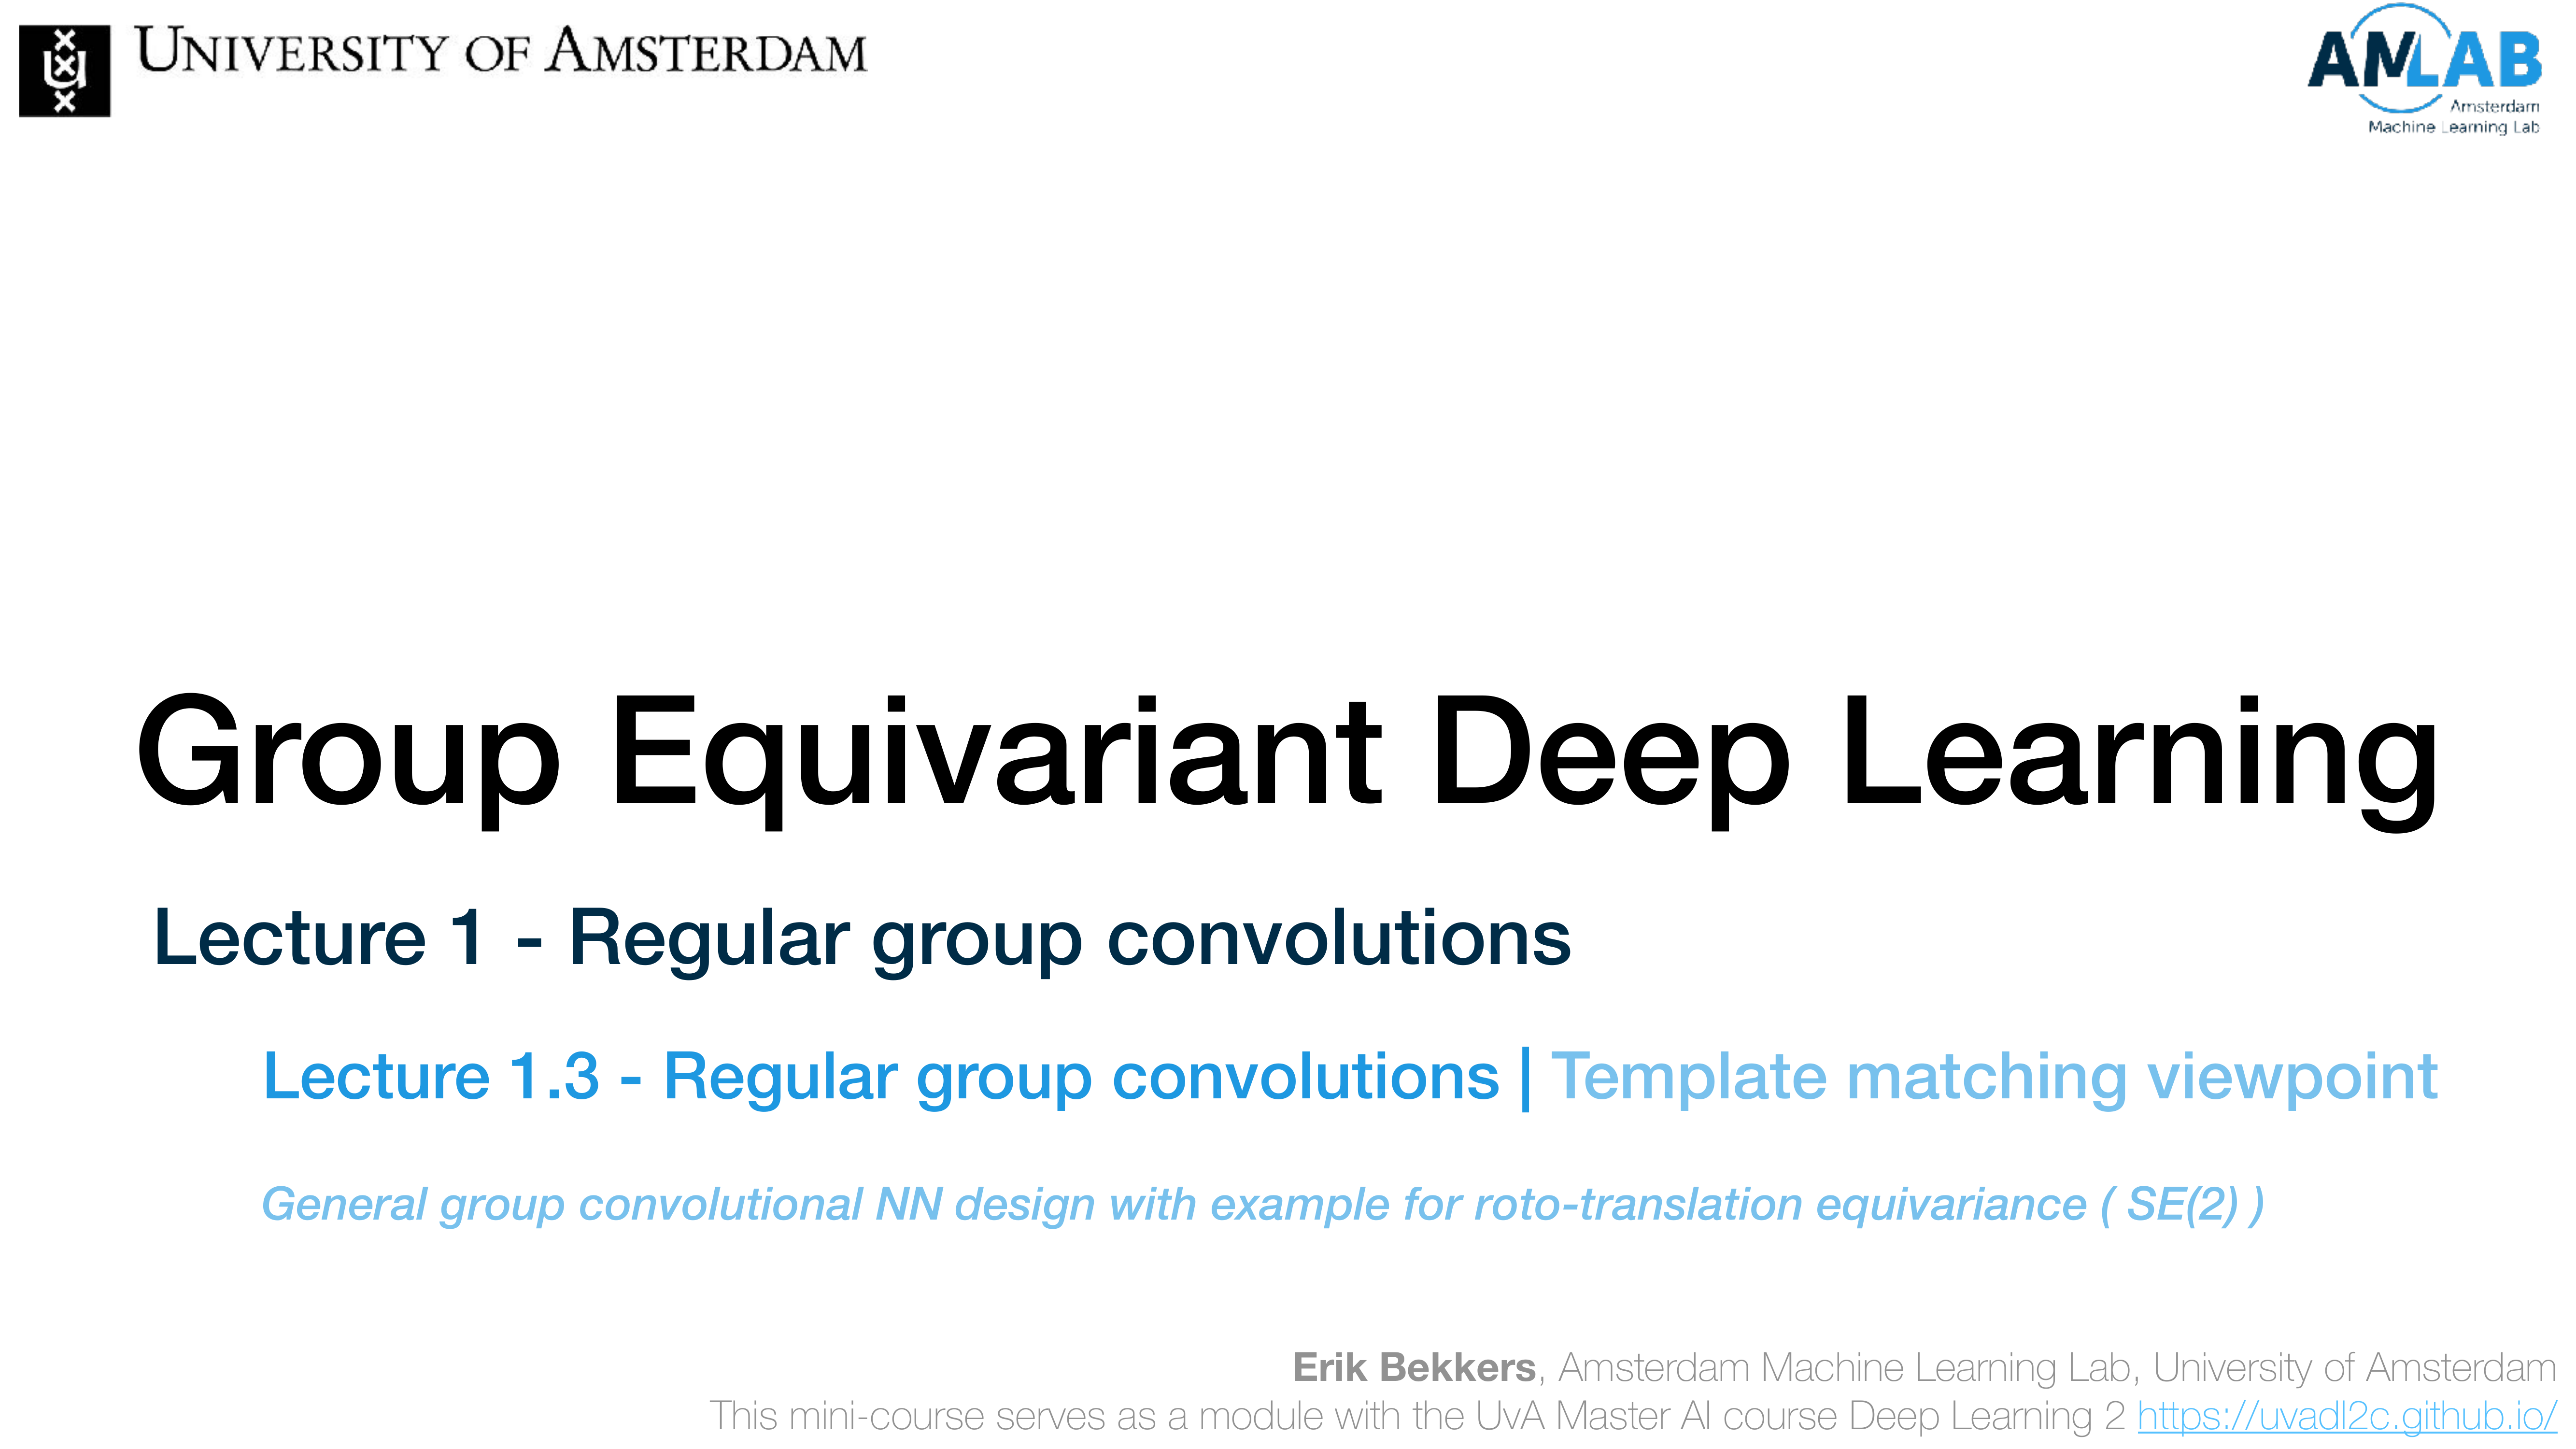 UNIVERSITY OF AMSTERDAM
AMLAB
Amsterdam
Machine Learning Lab
Group Equivariant Deep Learning
Lecture 1 - Regular group convolutions
Lecture 1.3 - Regular group convolutions | Template matching viewpoint
General group convolutional NN design with example for roto-translation equivariance ( SE(2) )
Erik Bekkers, Amsterdam Machine Learning Lab, University of Amsterdam
This mini-course serves as a module with the UvA Master AI course Deep Learning 2 https://uvadl2c.github.io/